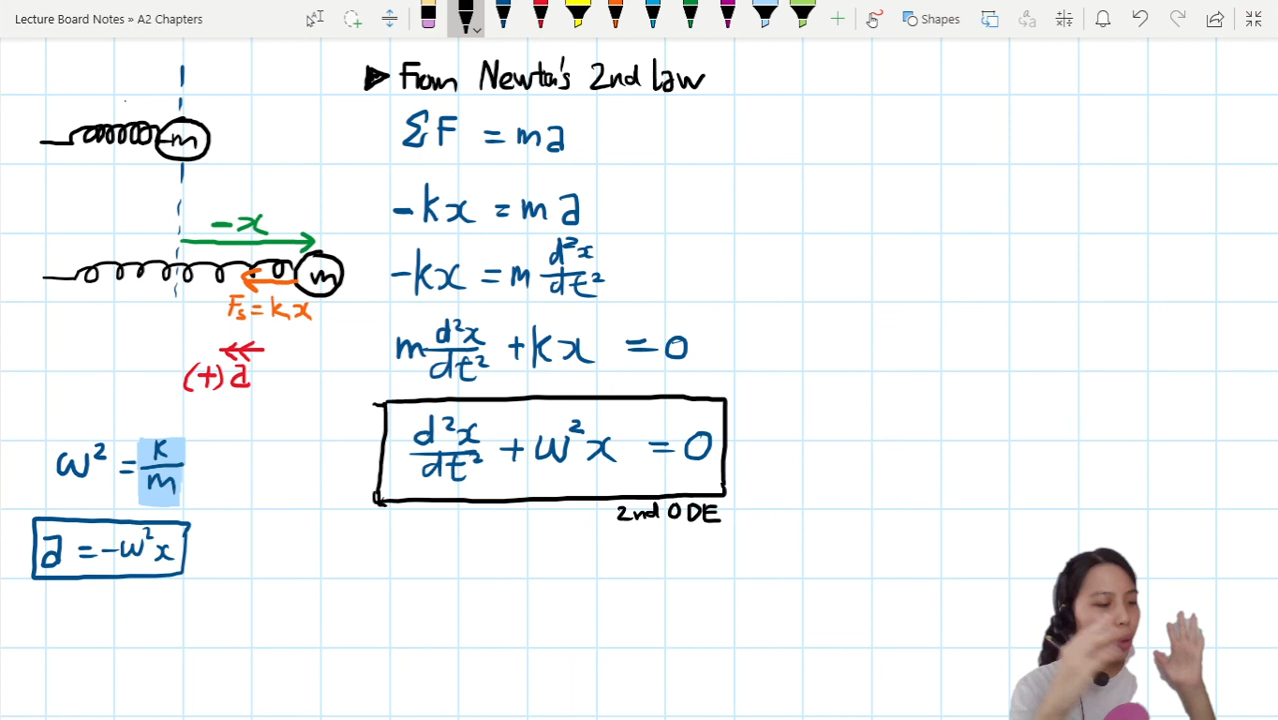 Lecture Board Notes » A2 Chapters
Shapes
▶ From Newton's 2nd law
m
ΣF = ma
-x
-kx = ma
m
Fs = kx
-kx = m d²x/dt²
(+) a
m d²x/dt² + kx = 0
ω² = k/m
d²x/dt² + ω²x = 0
2nd ODE
a = -ω²x